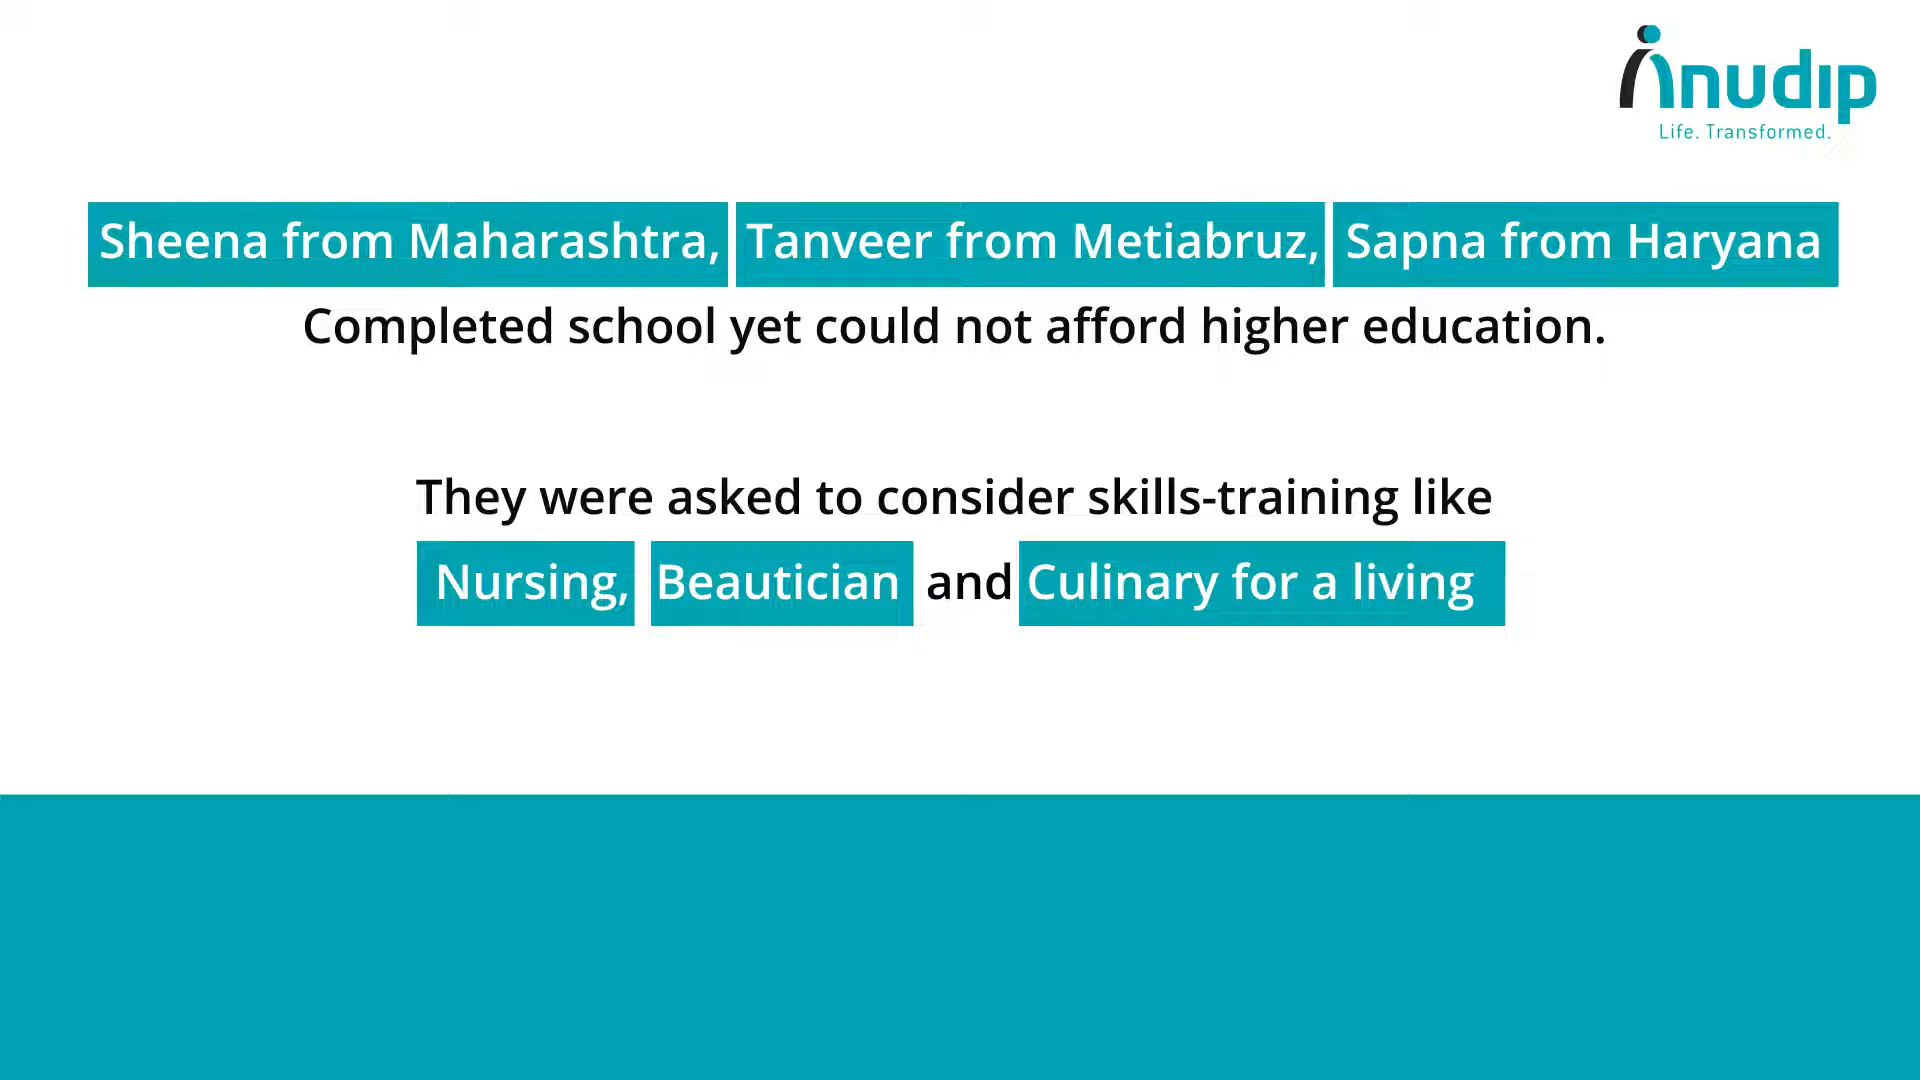 anudip
Life. Transformed.
Sheena from Maharashtra, Tanveer from Metiabruz, Sapna from Haryana
Completed school yet could not afford higher education.
They were asked to consider skills-training like
Nursing, Beautician and Culinary for a living